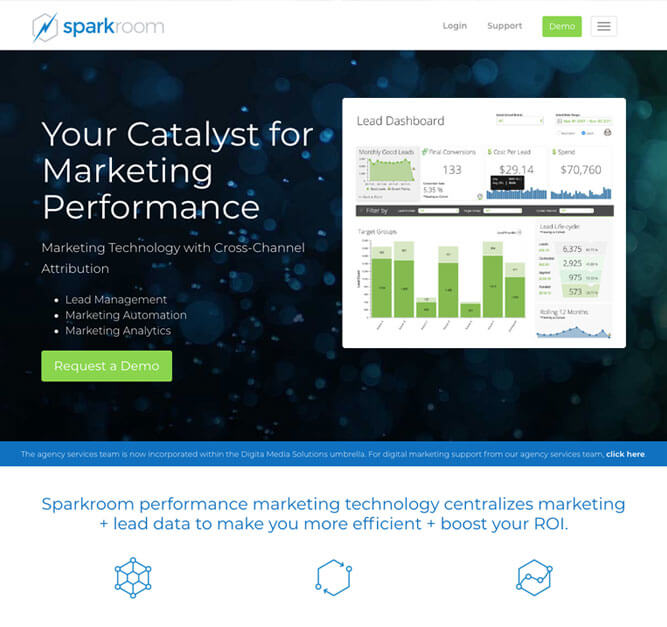 sparkroom
Login
Support
Demo
Your Catalyst for
Marketing
Performance
Marketing Technology with Cross-Channel
Attribution
Lead Management
Marketing Automation
Marketing Analytics
Request a Demo
Lead Dashboard
Monthly Good Leads
Final Conversions
133
5.35 %
Cost Per Lead
$29.14
Spend
$70,760
Filter by
Target Groups
Lead Life-cycle:
6,375
2,925
975
573
Rolling 12 Months
The agency services team is now incorporated within the Digita Media Solutions umbrella. For digital marketing support from our agency services team, click here.
Sparkroom performance marketing technology centralizes marketing
+ lead data to make you more efficient + boost your ROI.